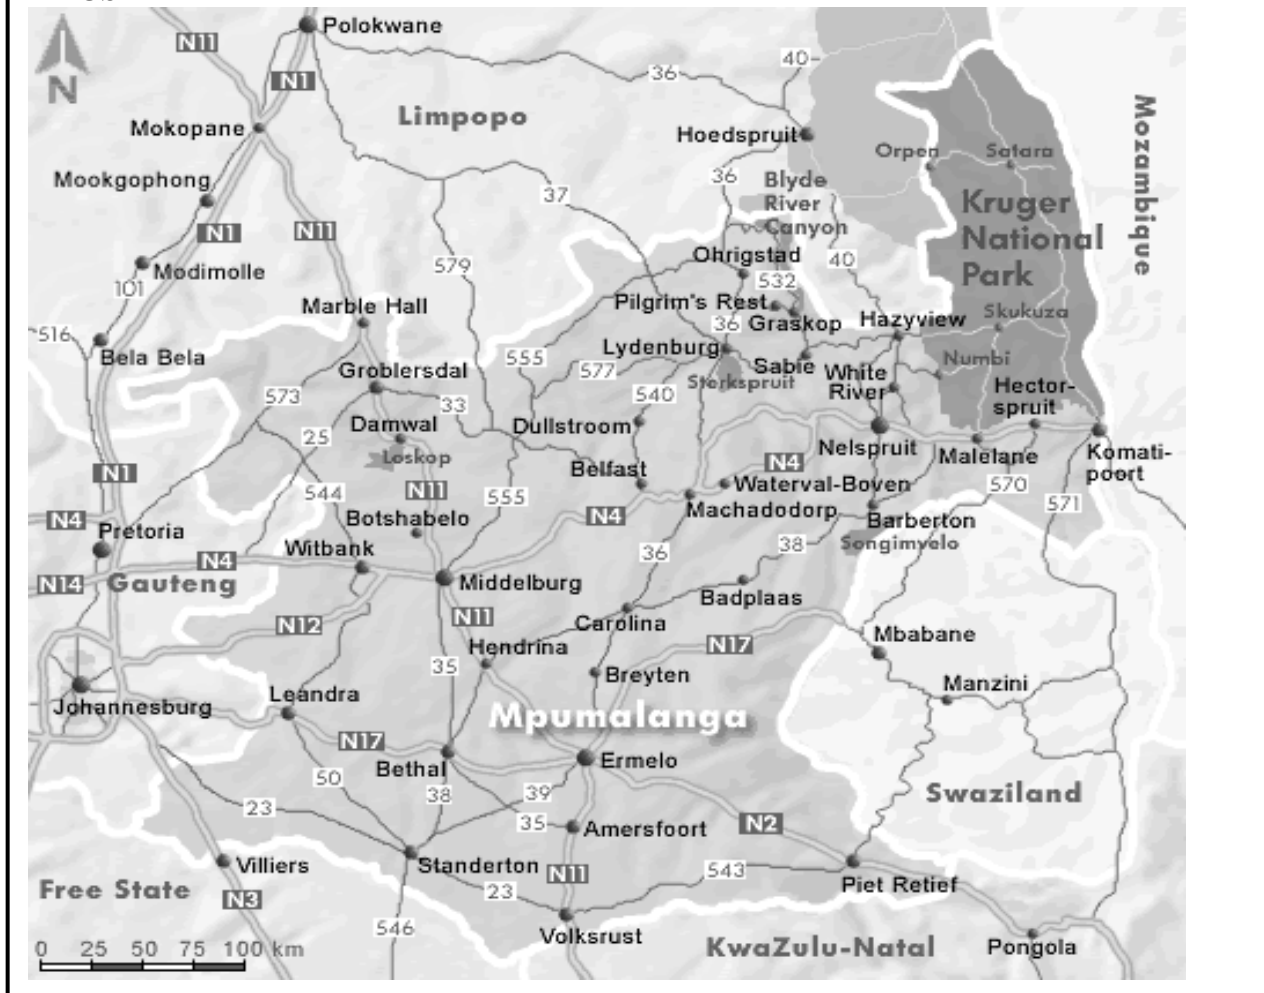 N11
Polokwane
N1
36
40
Limpopo
Mokopane
Hoedspruit
Mozambique
Orpen
Satara
Mookgophong
36
Blyde
River
Canyon
37
Kruger
National
Park
N1
N11
Modimolle
101
579
Ohrigstad
40
532
Marble Hall
Pilgrim's Rest
Graskop
Hazyview
Skukuza
516
Bela Bela
36
Lydenburg
Sabie
Sterkspruit
555
577
White
River
Numbi
Hector-
spruit
Groblersdal
573
33
540
Damwal
25
Loskop
Dullstroom
Nelspruit
Malelane
Komati-
poort
N1
Belfast
N4
544
N11
555
Waterval-Boven
570
571
Botshabelo
N4
Machadodorp
Barberton
N4
Pretoria
Witbank
36
38
Songimvelo
N4
N14
Gauteng
Middelburg
Badplaas
N12
N11
Carolina
N17
Mbabane
Hendrina
35
Breyten
Manzini
Leandra
Johannesburg
Mpumalanga
N17
Bethal
Ermelo
50
38
39
Swaziland
23
35
Amersfoort
N2
Villiers
Standerton
N11
543
Piet Retief
Free State
23
N3
546
Volksrust
KwaZulu-Natal
Pongola
0 25 50 75 100 km
N